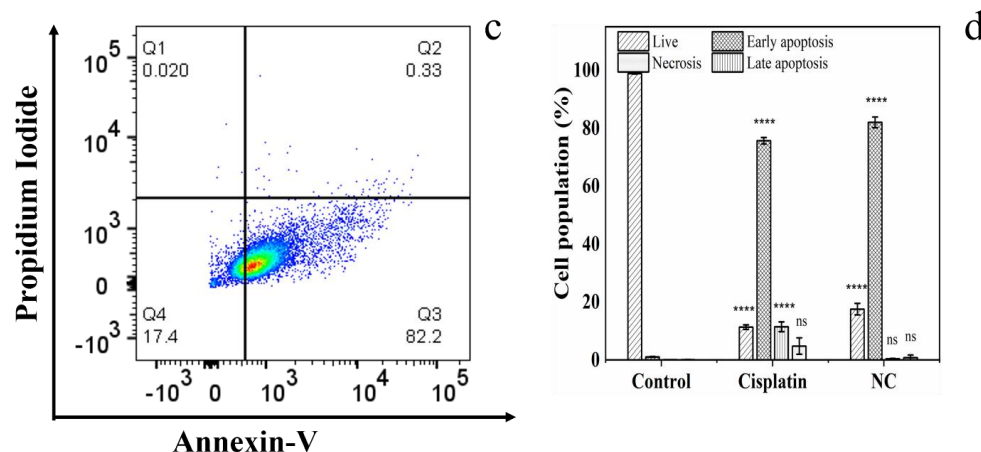 c
Q1
0.020
Q2
0.33
Q4
17.4
Q3
82.2
10^5
10^4
10^3
0
-10^3
-10^3 0 10^3 10^4 10^5
Propidium Iodide
Annexin-V
d
Live
Early apoptosis
Necrosis
Late apoptosis
100
80
60
40
20
0
Cell population (%)
**** **** **** ns
**** **** ns ns
Control Cisplatin NC